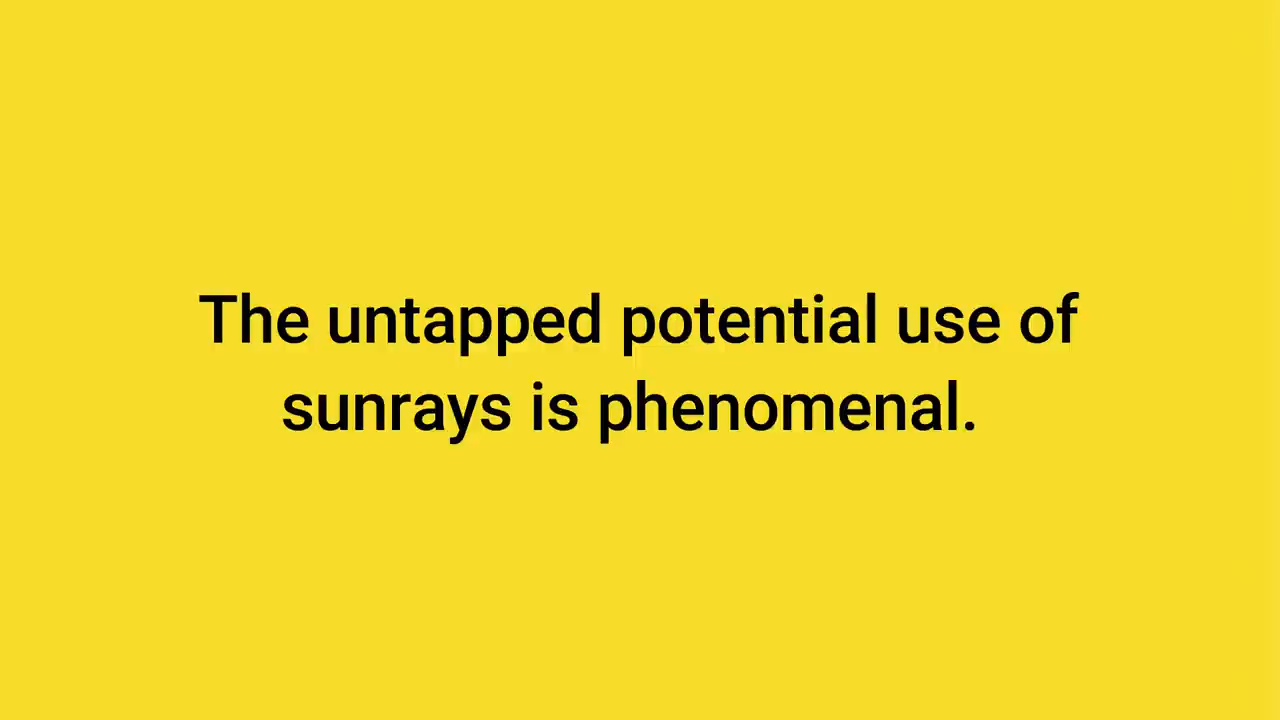 The untapped potential use of
sunrays is phenomenal.